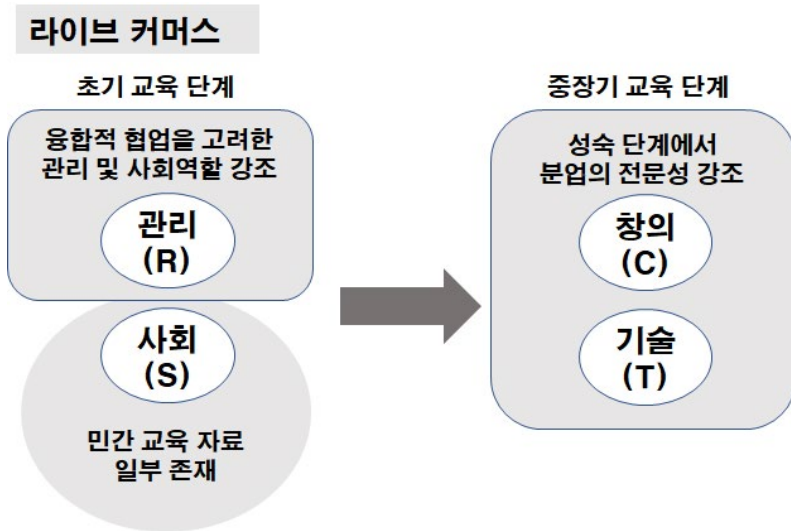 라이브 커머스
초기 교육 단계
융합적 협업을 고려한
관리 및 사회역할 강조
관리
(R)
사회
(S)
민간 교육 자료
일부 존재
중장기 교육 단계
성숙 단계에서
분업의 전문성 강조
창의
(C)
기술
(T)